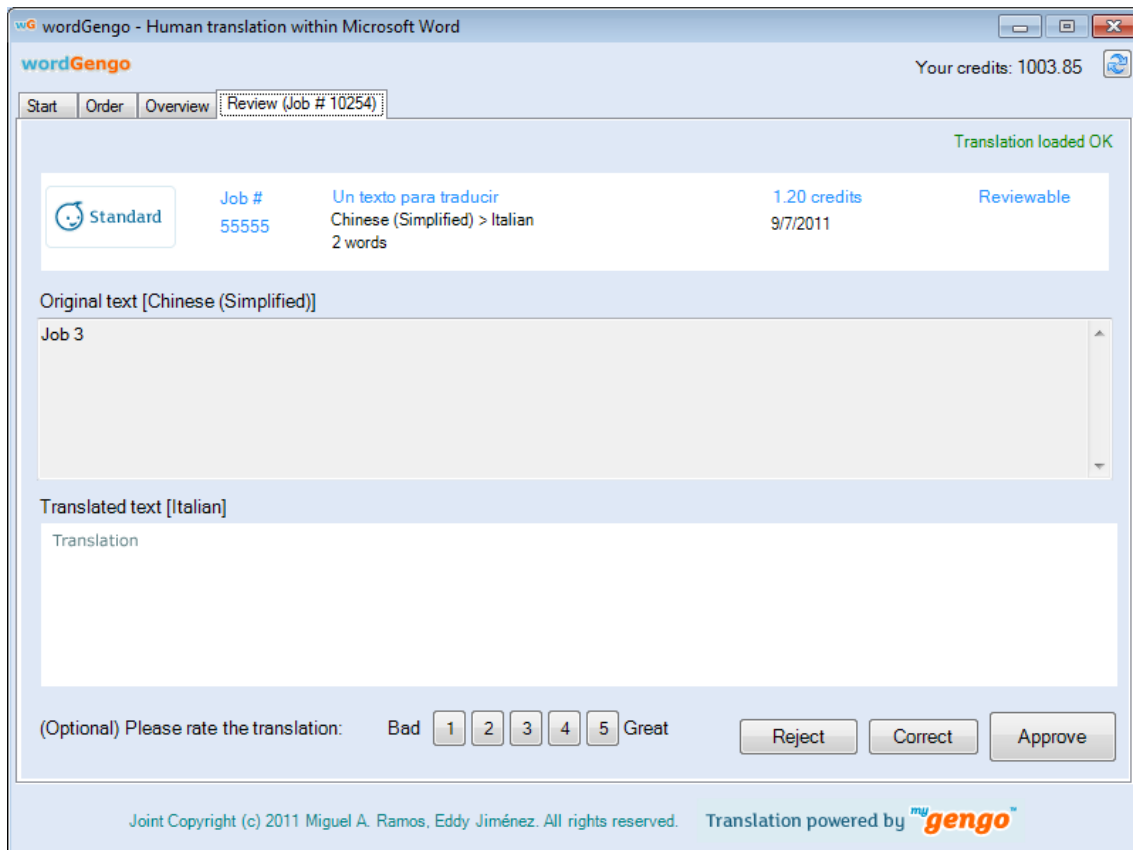 wG wordGengo - Human translation within Microsoft Word
wordGengo
Your credits: 1003.85
Start Order Overview Review (Job # 10254)
Translation loaded OK
Standard
Job # Un texto para traducir 1.20 credits Reviewable
55555 Chinese (Simplified) > Italian 9/7/2011
2 words
Original text [Chinese (Simplified)]
Job 3
Translated text [Italian]
Translation
(Optional) Please rate the translation: Bad 1 2 3 4 5 Great Reject Correct Approve
Joint Copyright (c) 2011 Miguel A. Ramos, Eddy Jiménez. All rights reserved. Translation powered by my gengo™